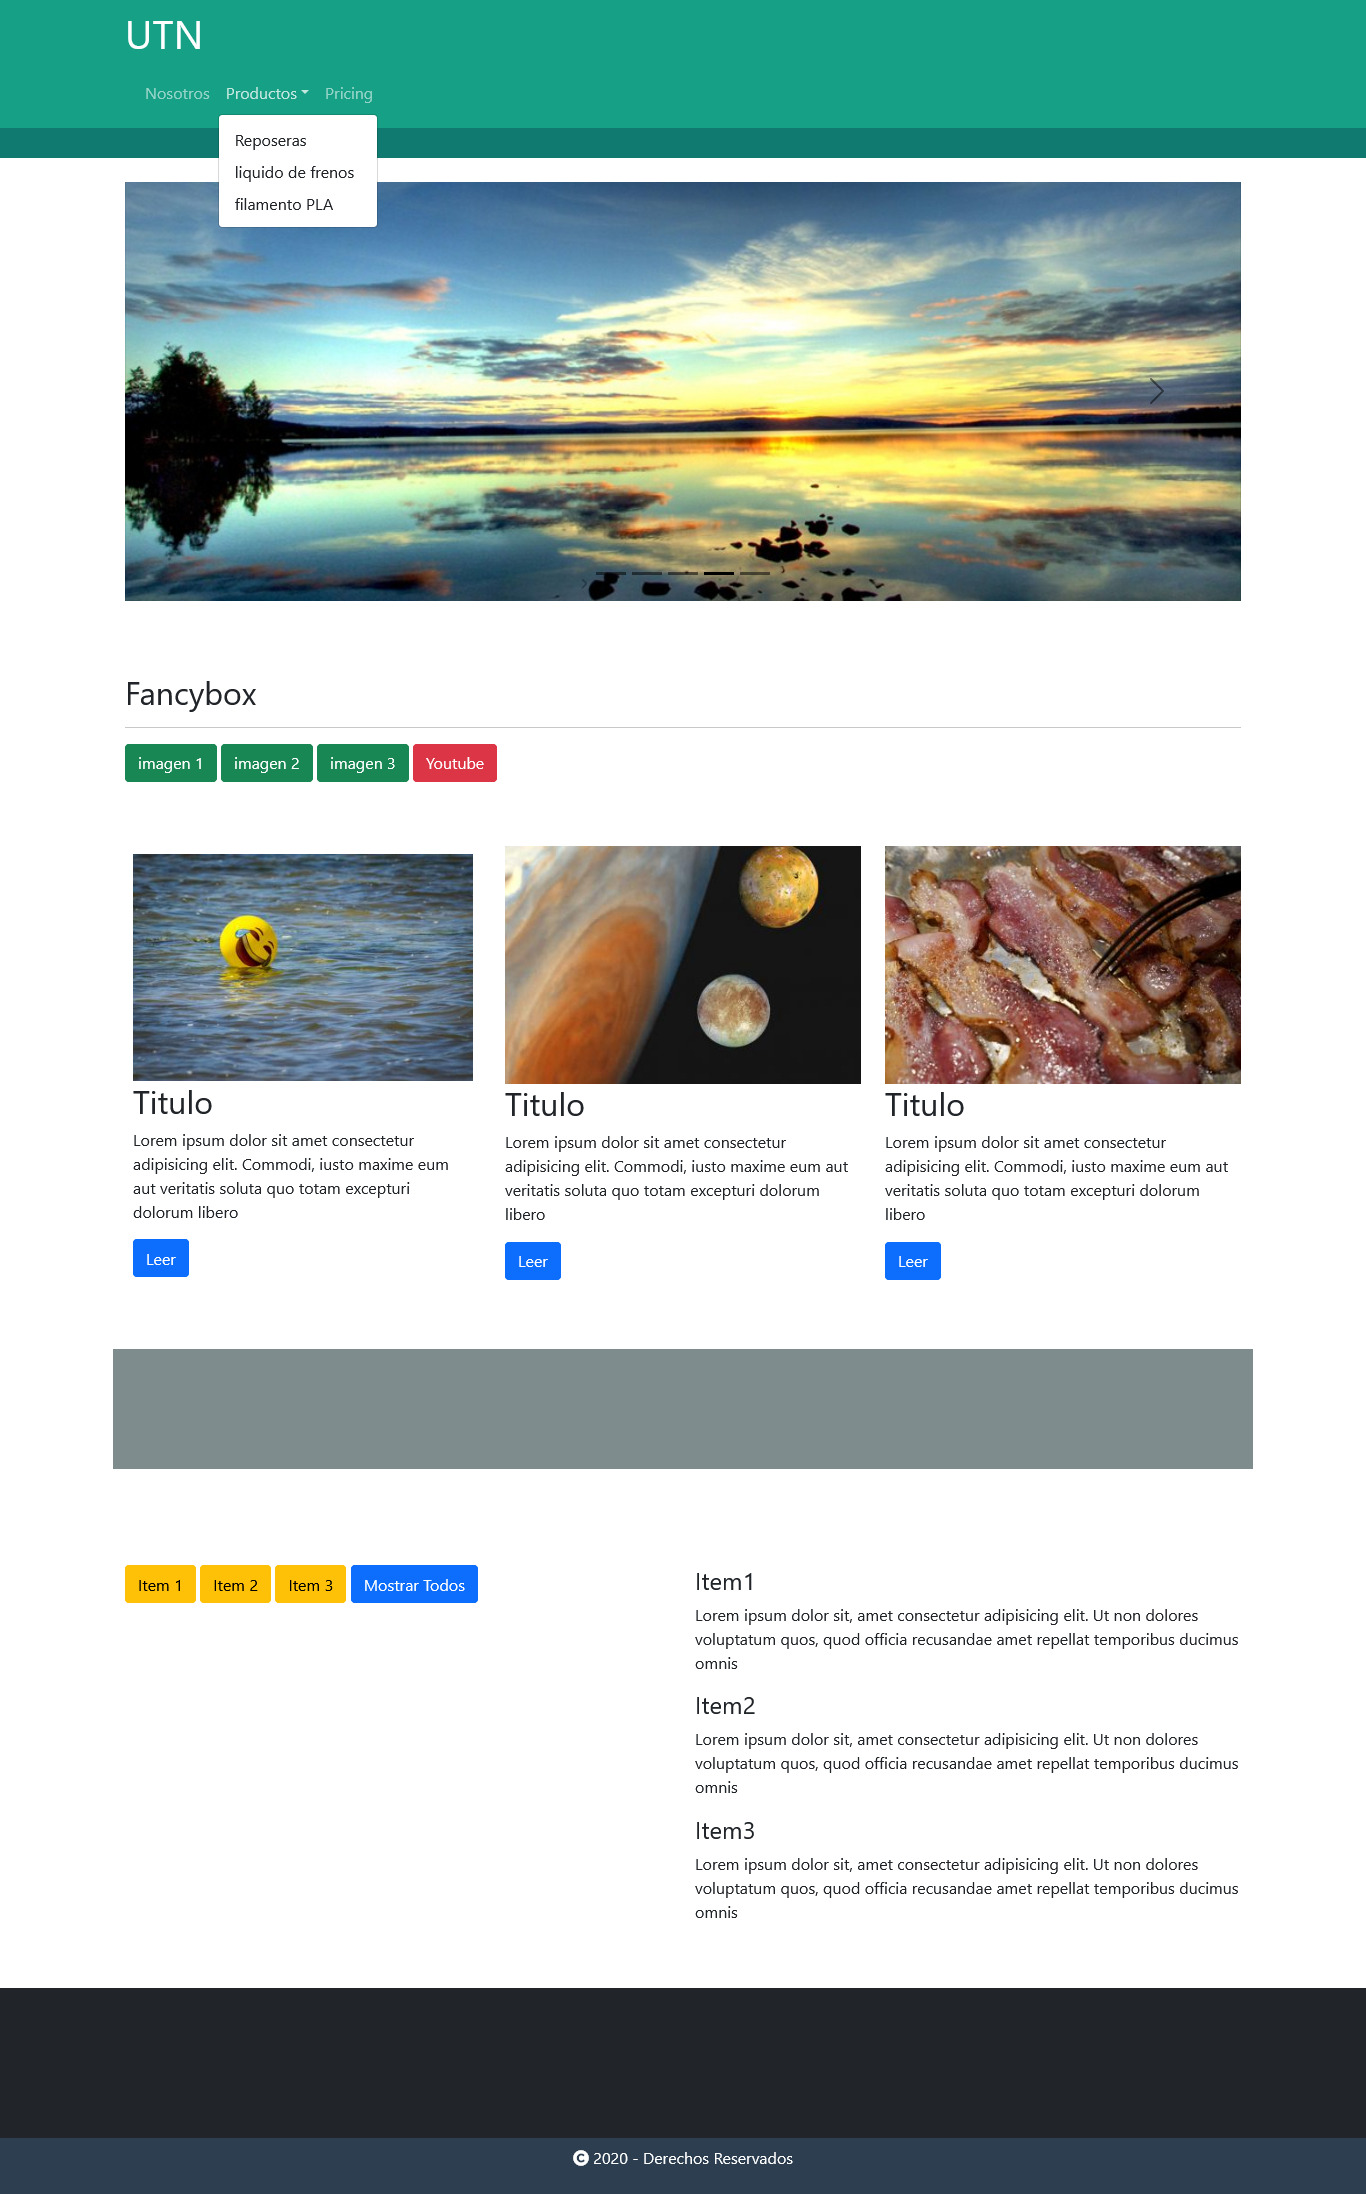 UTN
Nosotros Productos Pricing
Reposeras
liquido de frenos
filamento PLA
Fancybox
imagen 1 imagen 2 imagen 3 Youtube
Titulo
Lorem ipsum dolor sit amet consectetur
adipisicing elit. Commodi, iusto maxime eum
aut veritatis soluta quo totam excepturi
dolorum libero
Leer
Titulo
Lorem ipsum dolor sit amet consectetur
adipisicing elit. Commodi, iusto maxime eum aut
veritatis soluta quo totam excepturi dolorum
libero
Leer
Titulo
Lorem ipsum dolor sit amet consectetur
adipisicing elit. Commodi, iusto maxime eum aut
veritatis soluta quo totam excepturi dolorum
libero
Leer
Item 1 Item 2 Item 3 Mostrar Todos
Item1
Lorem ipsum dolor sit, amet consectetur adipisicing elit. Ut non dolores
voluptatum quos, quod officia recusandae amet repellat temporibus ducimus
omnis
Item2
Lorem ipsum dolor sit, amet consectetur adipisicing elit. Ut non dolores
voluptatum quos, quod officia recusandae amet repellat temporibus ducimus
omnis
Item3
Lorem ipsum dolor sit, amet consectetur adipisicing elit. Ut non dolores
voluptatum quos, quod officia recusandae amet repellat temporibus ducimus
omnis
© 2020 - Derechos Reservados